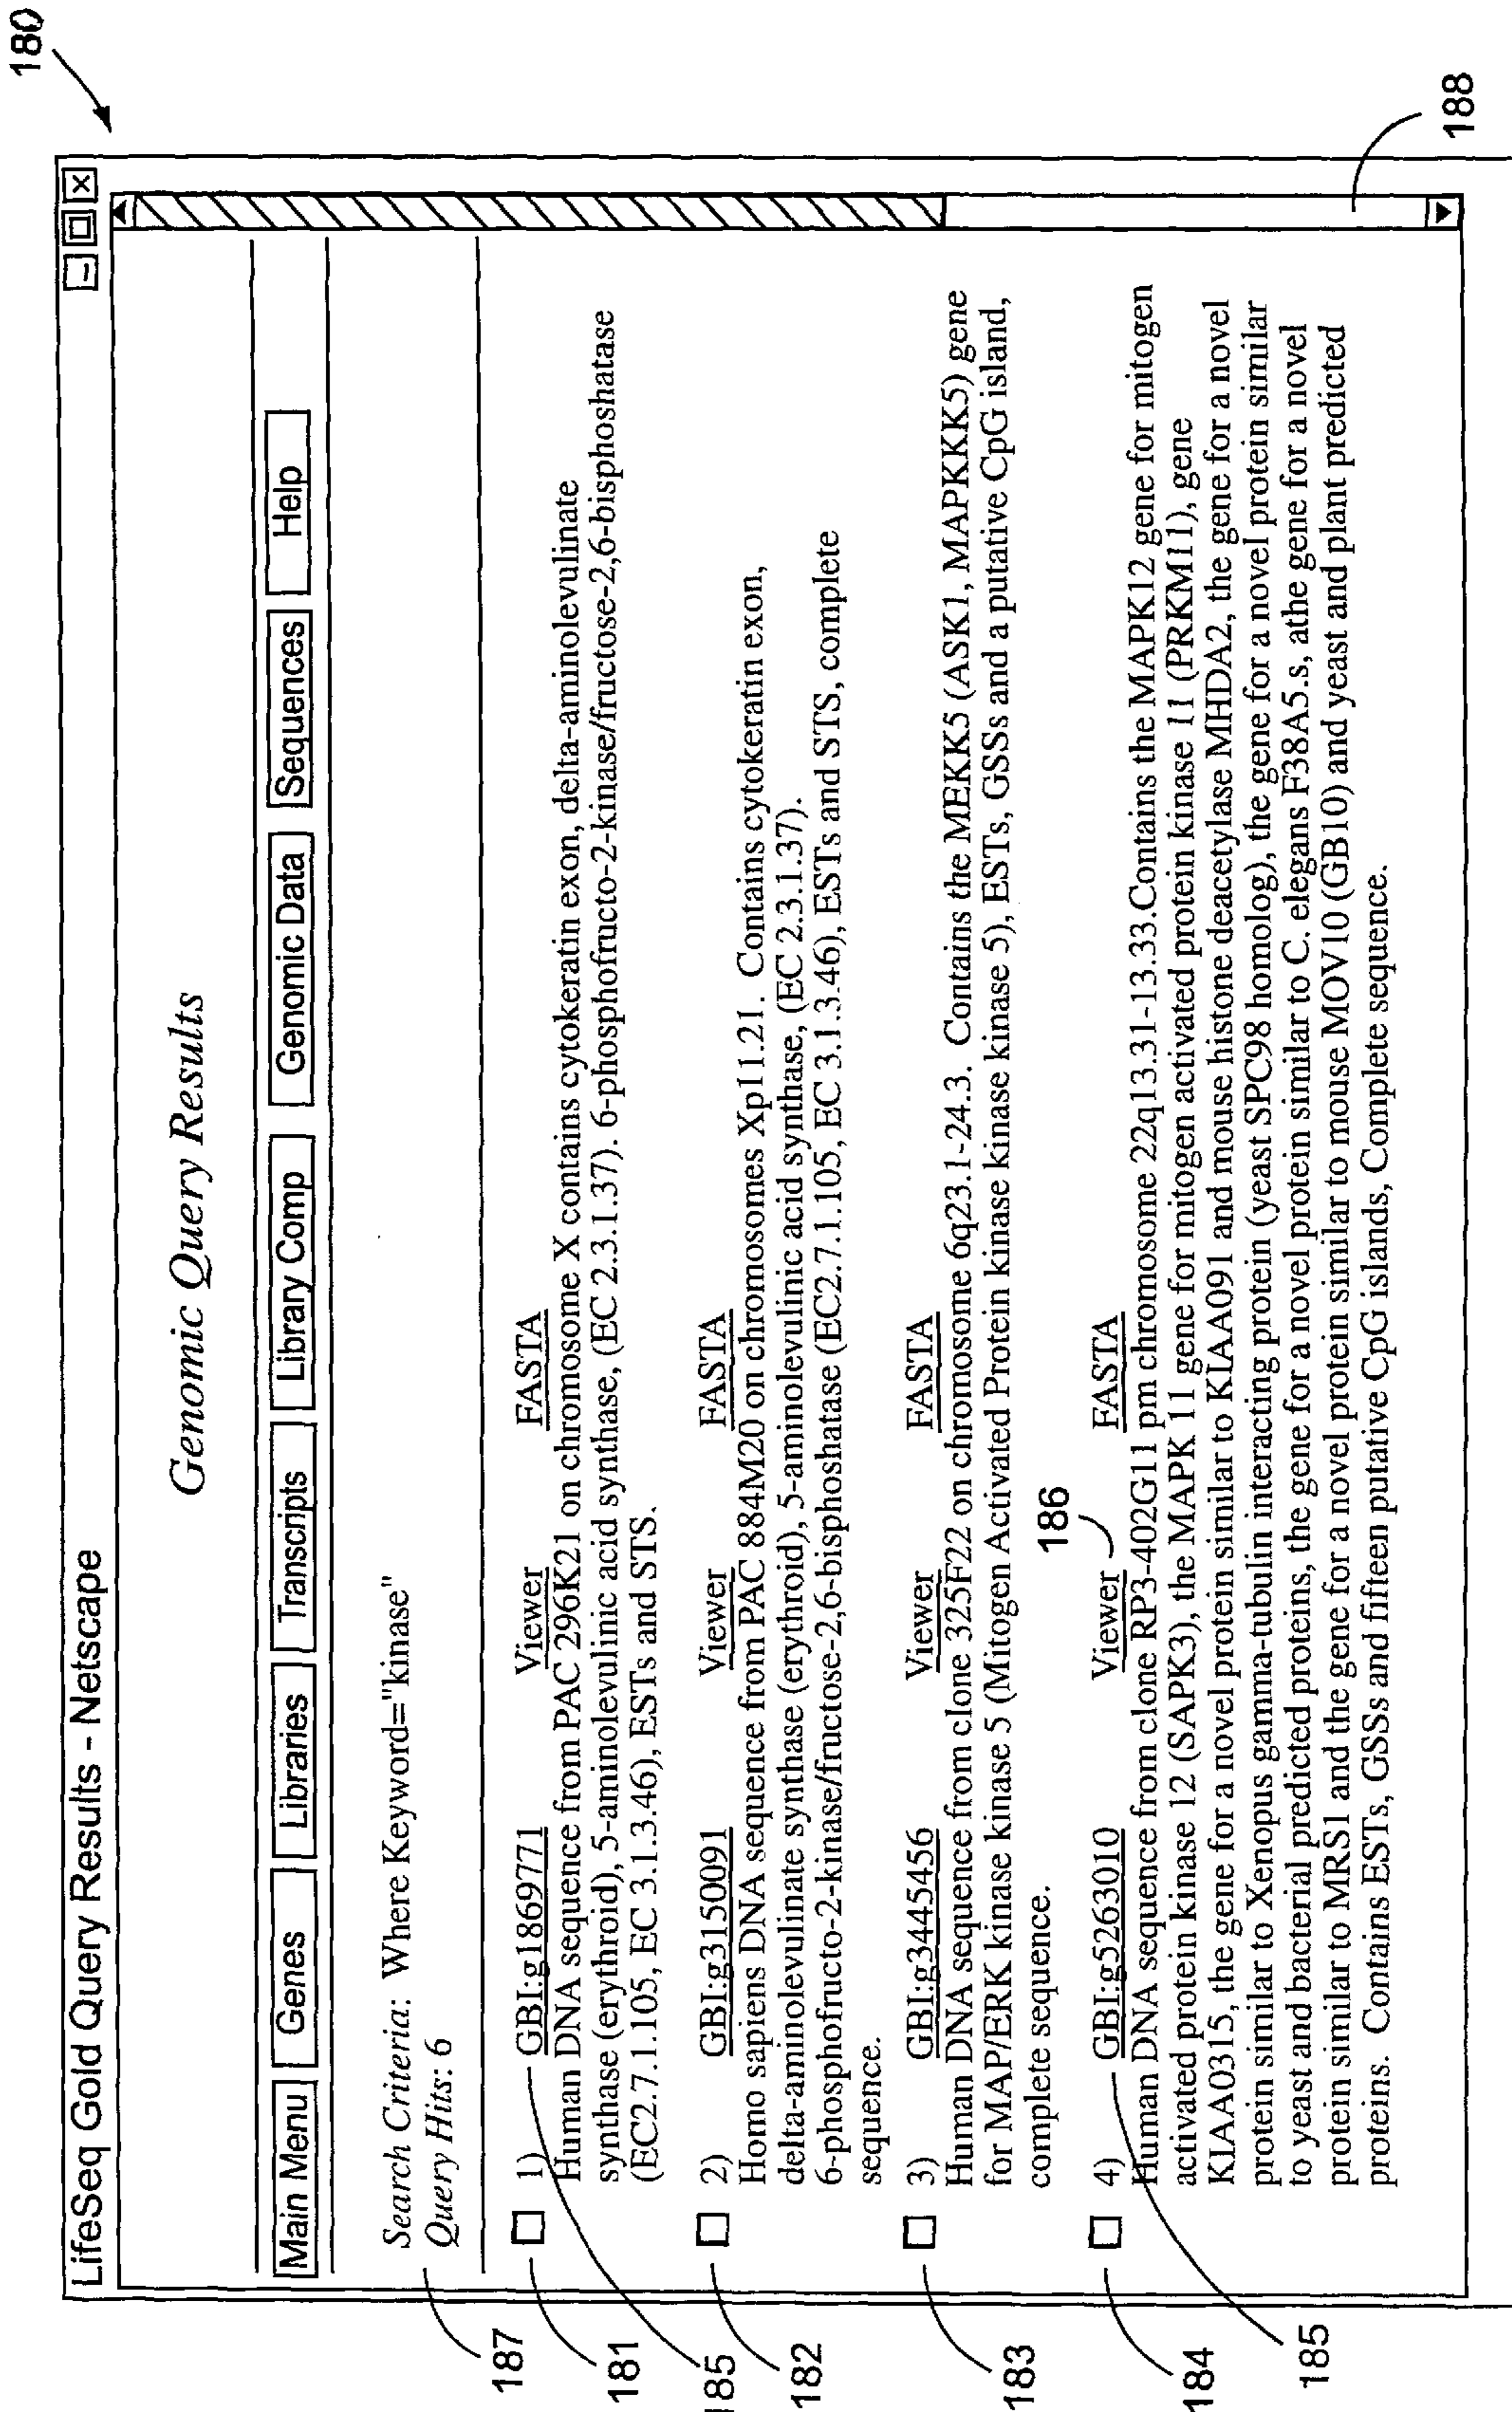 180
LifeSeq Gold Query Results - Netscape
Genomic Query Results
Main Menu Genes Libraries Transcripts Library Comp Genomic Data Sequences Help
187
Search Criteria: Where Keyword="kinase"
Query Hits: 6
181
185
1) GBI:g1869771 Viewer FASTA
Human DNA sequence from PAC 296K21 on chromosome X contains cytokeratin exon, delta-aminolevulinate
synthase (erythroid), 5-aminolevulinic acid synthase, (EC 2.3.1.37). 6-phosphofructo-2-kinase/fructose-2,6-bisphoshatase
(EC2.7.1.105, EC 3.1.3.46), ESTs and STS.
182
2) GBI:g3150091 Viewer FASTA
Homo sapiens DNA sequence from PAC 884M20 on chromosomes Xp11.21. Contains cytokeratin exon,
delta-aminolevulinate synthase (erythroid), 5-aminolevulinic acid synthase, (EC 2.3.1.37).
6-phosphofructo-2-kinase/fructose-2,6-bisphoshatase (EC2.7.1.105, EC 3.1.3.46), ESTs and STS, complete
sequence.
183
3) GBI:g3445456 Viewer FASTA
Human DNA sequence from clone 325F22 on chromosome 6q23.1-24.3. Contains the MEKK5 (ASK1, MAPKKK5) gene
for MAP/ERK kinase kinase 5 (Mitogen Activated Protein kinase kinase kinase 5), ESTs, GSSs and a putative CpG island,
complete sequence.
186
184
185
4) GBI:g5263010 Viewer FASTA
Human DNA sequence from clone RP3-402G11 pm chromosome 22q13.31-13.33.Contains the MAPK12 gene for mitogen
activated protein kinase 12 (SAPK3), the MAPK 11 gene for mitogen activated protein kinase 11 (PRKM11), gene
KIAA0315, the gene for a novel protein similar to KIAA091 and mouse histone deacetylase MHDA2, the gene for a novel
protein similar to Xenopus gamma-tubulin interacting protein (yeast SPC98 homolog), the gene for a novel protein similar
to yeast and bacterial predicted proteins, the gene for a novel protein similar to C. elegans F38A5.s, athe gene for a novel
protein similar to MRS1 and the gene for a novel protein similar to mouse MOV10 (GB10) and yeast and plant predicted
proteins. Contains ESTs, GSSs and fifteen putative CpG islands, Complete sequence.
188